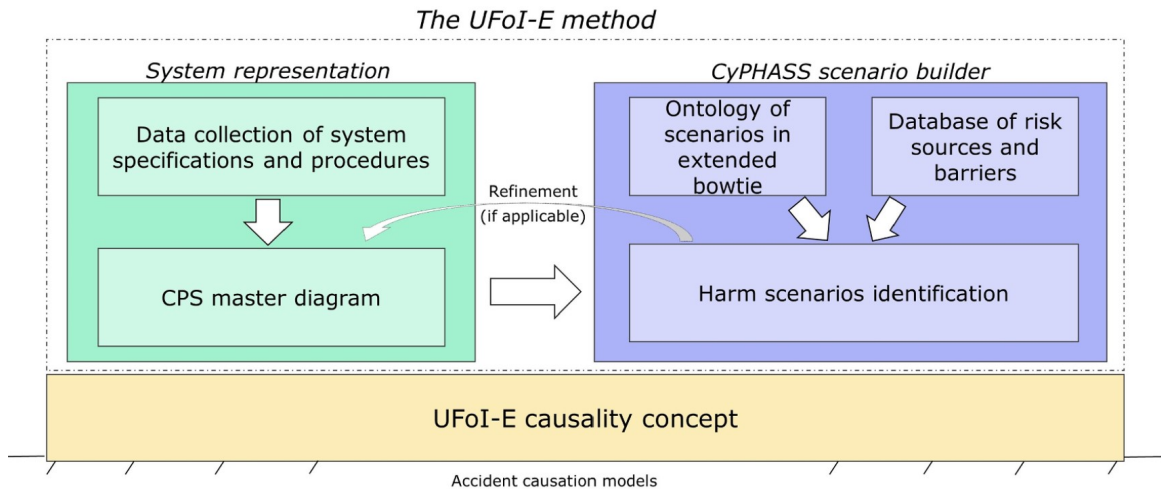 The UFoI-E method
System representation
CyPHASS scenario builder
Data collection of system
specifications and procedures
Ontology of
scenarios in
extended
bowtie
Database of risk
sources and
barriers
Refinement
(if applicable)
CPS master diagram
Harm scenarios identification
UFoI-E causality concept
Accident causation models